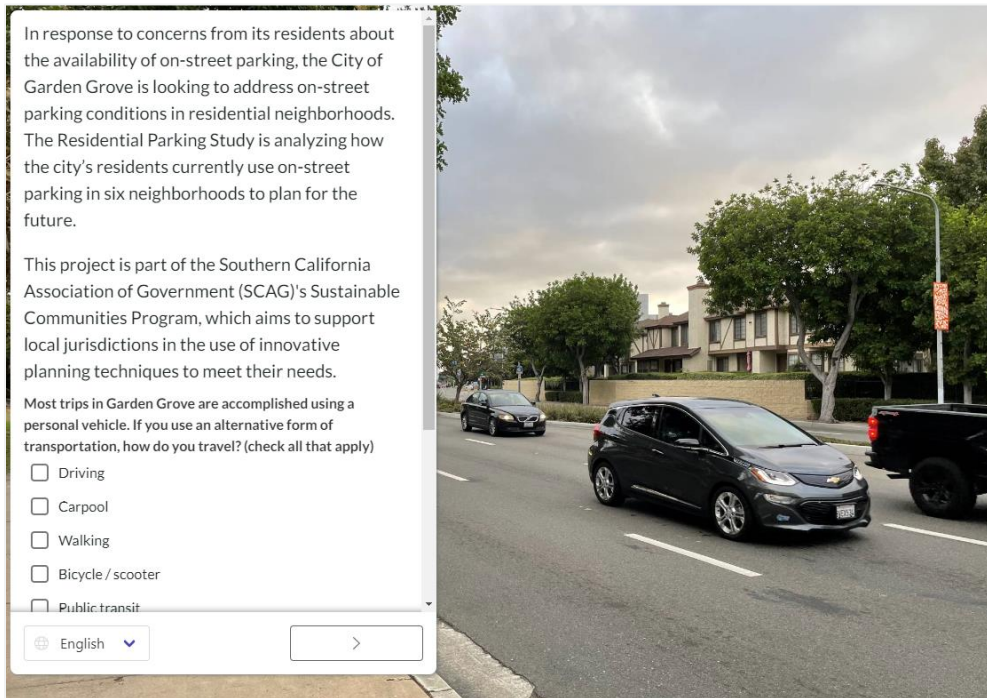 In response to concerns from its residents about
the availability of on-street parking, the City of
Garden Grove is looking to address on-street
parking conditions in residential neighborhoods.
The Residential Parking Study is analyzing how
the city's residents currently use on-street
parking in six neighborhoods to plan for the
future.
This project is part of the Southern California
Association of Government (SCAG)'s Sustainable
Communities Program, which aims to support
local jurisdictions in the use of innovative
planning techniques to meet their needs.
Most trips in Garden Grove are accomplished using a
personal vehicle. If you use an alternative form of
transportation, how do you travel? (check all that apply)
Driving
Carpool
Walking
Bicycle / scooter
Public transit
English